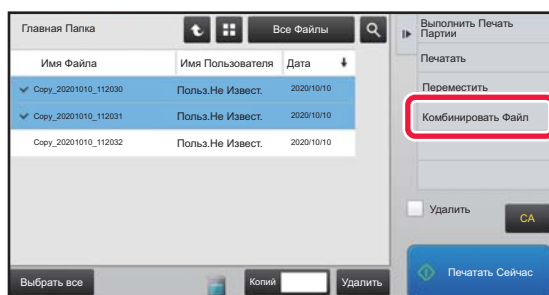 Главная Папка
Все Файлы
Имя Файла
Имя Пользователя
Дата
Copy_20201010_112030
Польз.Не Извест.
2020/10/10
Copy_20201010_112031
Польз.Не Извест.
2020/10/10
Copy_20201010_112032
Польз.Не Извест.
2020/10/10
Выбрать все
Копий
Удалить
Выполнить Печать
Партии
Печатать
Переместить
Комбинировать Файл
Удалить
CA
Печатать Сейчас